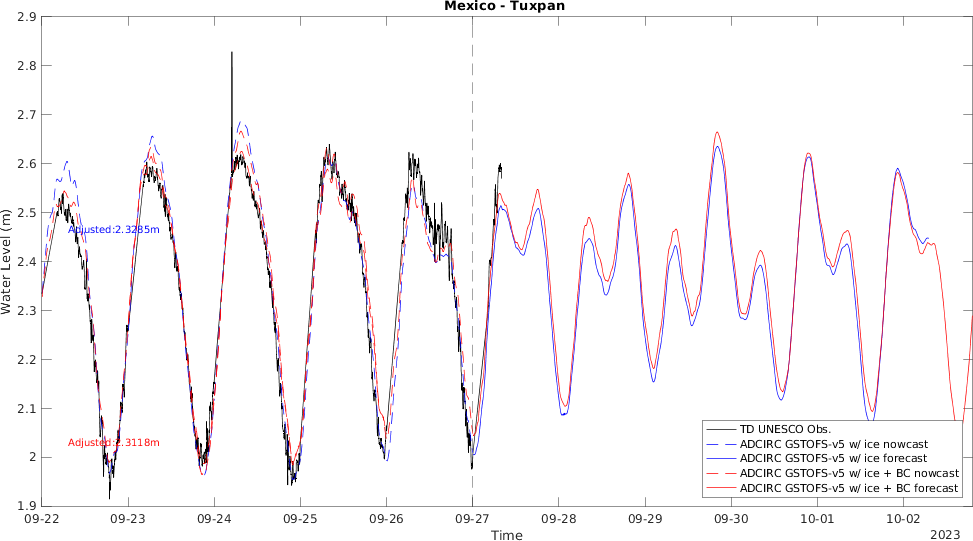 Mexico - Tuxpan
2.9
2.8
2.7
2.6
2.5
2.4
2.3
2.2
2.1
2
1.9
Water Level (m)
Adjusted:2.3285m
Adjusted:2.3118m
TD UNESCO Obs.
ADCIRC GSTOFS-v5 w/ ice nowcast
ADCIRC GSTOFS-v5 w/ ice forecast
ADCIRC GSTOFS-v5 w/ ice + BC nowcast
ADCIRC GSTOFS-v5 w/ ice + BC forecast
09-22 09-23 09-24 09-25 09-26 09-27 09-28 09-29 09-30 10-01 10-02
Time
2023